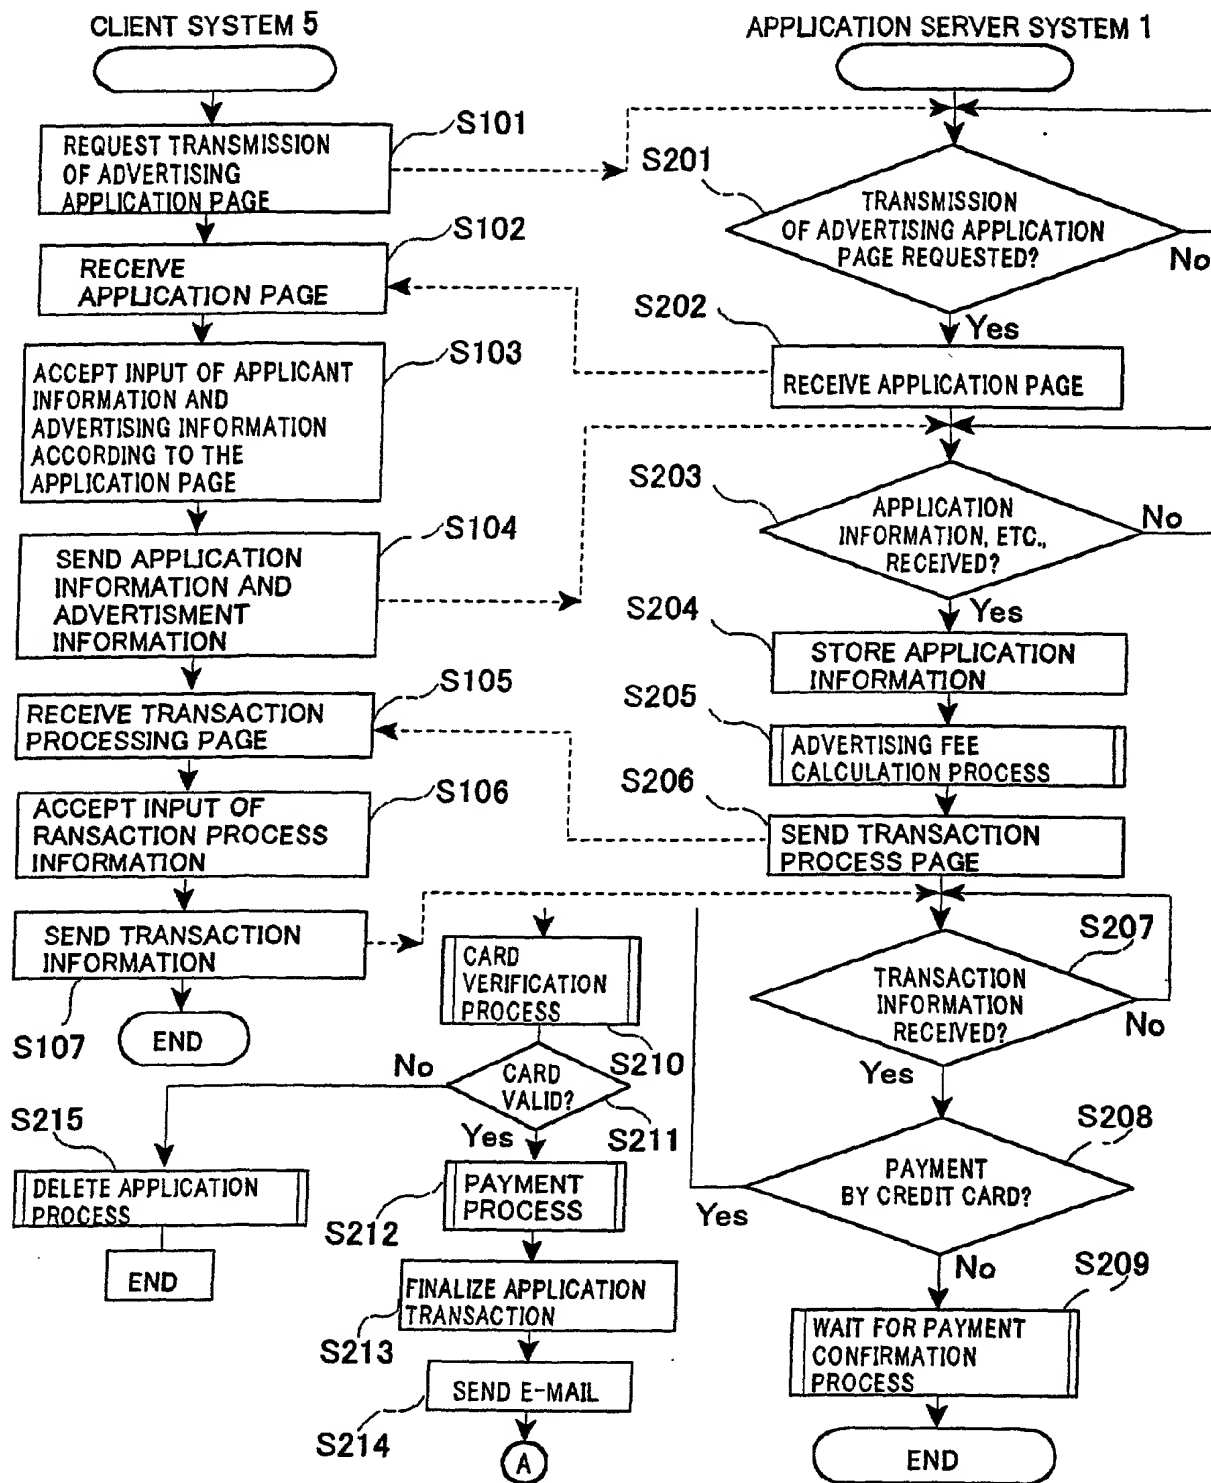 CLIENT SYSTEM 5
REQUEST TRANSMISSION
OF ADVERTISING
APPLICATION PAGE
S101
RECEIVE
APPLICATION PAGE
S102
ACCEPT INPUT OF APPLICANT
INFORMATION AND
ADVERTISING INFORMATION
ACCORDING TO THE
APPLICATION PAGE
S103
SEND APPLICATION
INFORMATION AND
ADVERTISMENT
INFORMATION
S104
RECEIVE TRANSACTION
PROCESSING PAGE
S105
ACCEPT INPUT OF
RANSACTION PROCESS
INFORMATION
S106
SEND TRANSACTION
INFORMATION
S107
END
APPLICATION SERVER SYSTEM 1
S201
TRANSMISSION
OF ADVERTISING APPLICATION
PAGE REQUESTED?
No
Yes
S202
RECEIVE APPLICATION PAGE
S203
APPLICATION
INFORMATION, ETC.,
RECEIVED?
No
Yes
S204
STORE APPLICATION
INFORMATION
S205
ADVERTISING FEE
CALCULATION PROCESS
S206
SEND TRANSACTION
PROCESS PAGE
S207
TRANSACTION
INFORMATION
RECEIVED?
No
Yes
S208
PAYMENT
BY CREDIT CARD?
Yes
No
S209
WAIT FOR PAYMENT
CONFIRMATION
PROCESS
END
CARD
VERIFICATION
PROCESS
S210
CARD
VALID?
S211
No
Yes
S215
DELETE APPLICATION
PROCESS
END
PAYMENT
PROCESS
S212
FINALIZE APPLICATION
TRANSACTION
S213
SEND E-MAIL
S214
A